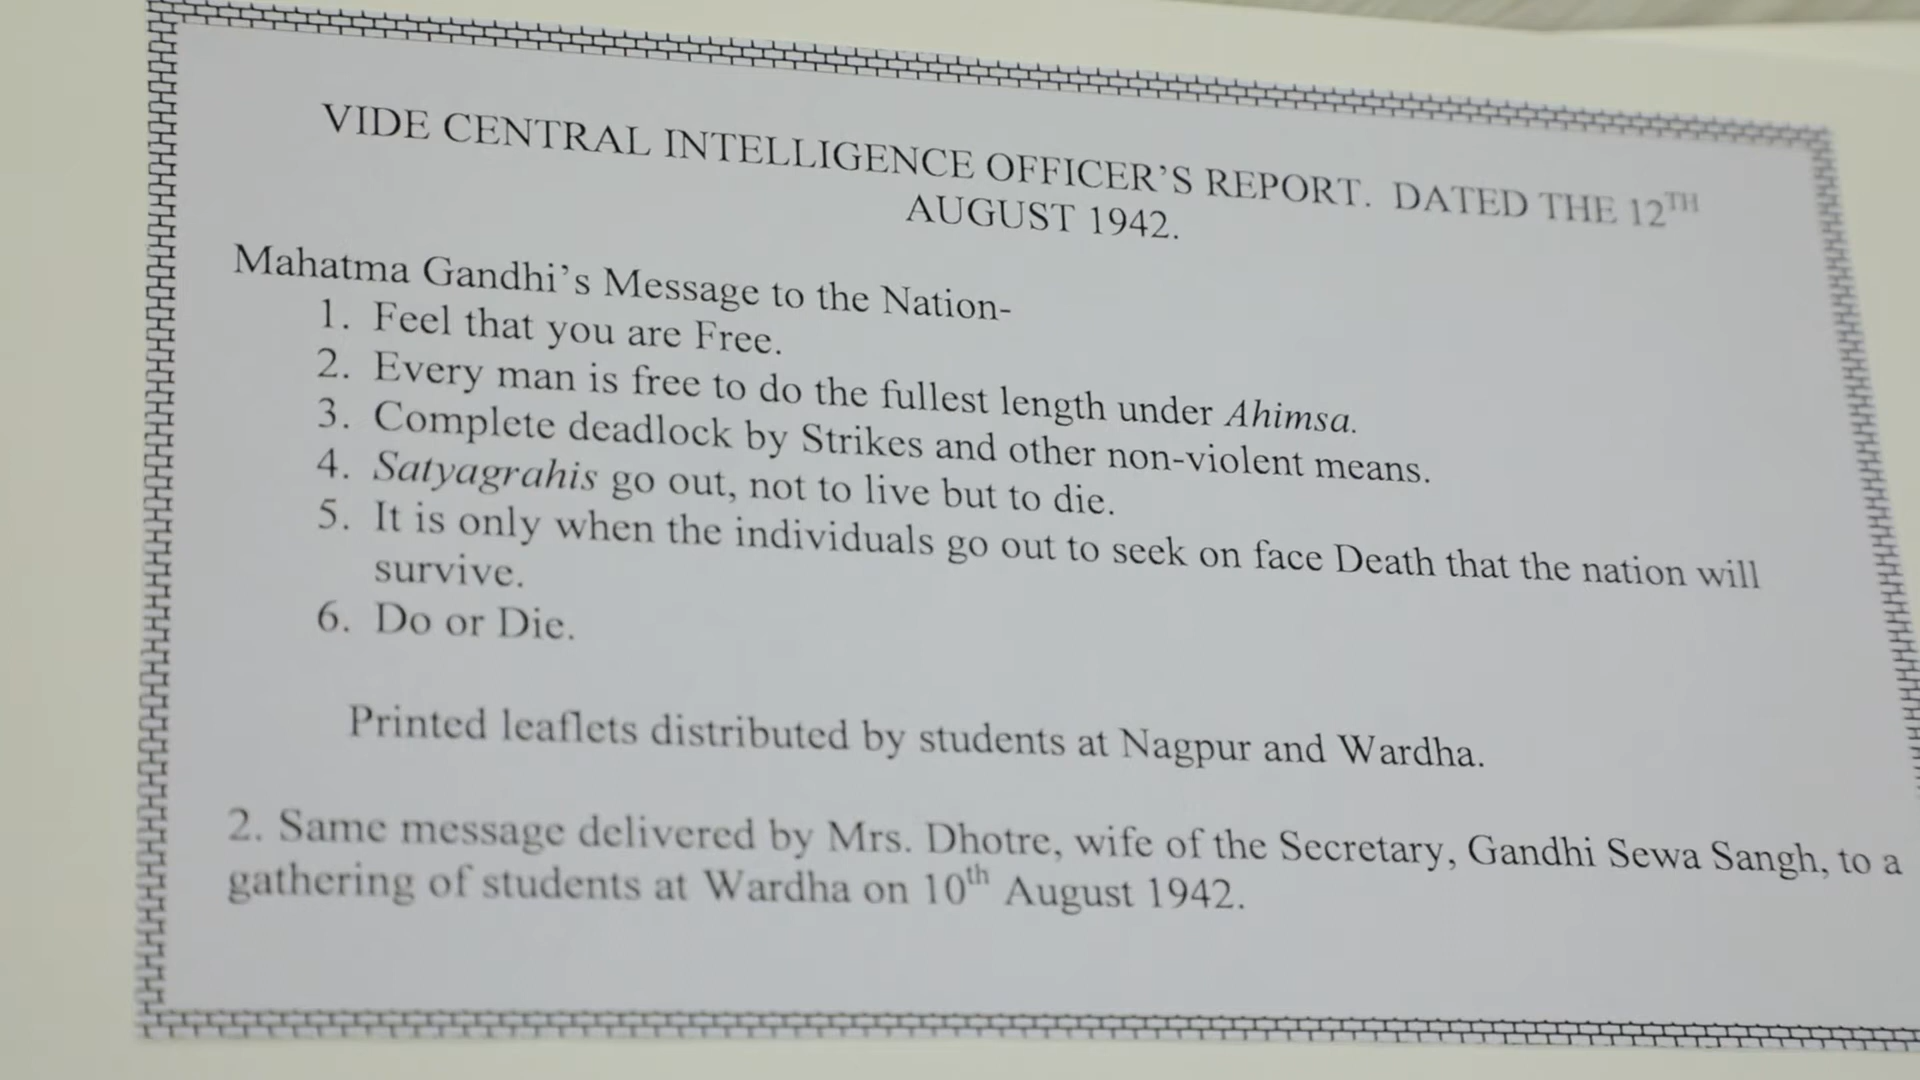 VIDE CENTRAL INTELLIGENCE OFFICER'S REPORT. DATED THE 12TH
AUGUST 1942.
Mahatma Gandhi's Message to the Nation-
1. Feel that you are Free.
2. Every man is free to do the fullest length under Ahimsa.
3. Complete deadlock by Strikes and other non-violent means.
4. Satyagrahis go out, not to live but to die.
5. It is only when the individuals go out to seek on face Death that the nation will
survive.
6. Do or Die.
Printed leaflets distributed by students at Nagpur and Wardha.
2. Same message delivered by Mrs. Dhotre, wife of the Secretary, Gandhi Sewa Sangh, to a
gathering of students at Wardha on 10th August 1942.